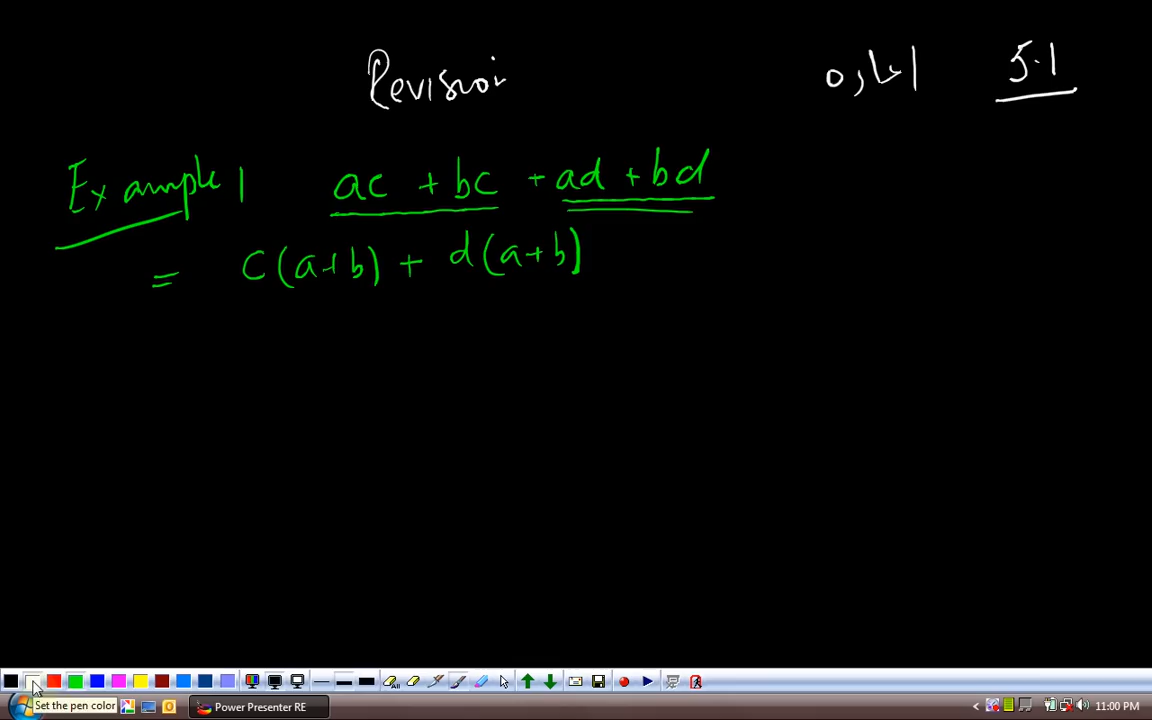 Revision 5.1
Example 1 ac + bc + ad + bd
= c(a+b) + d(a+b)
Set the pen color
Power Presenter RE
11:00 PM